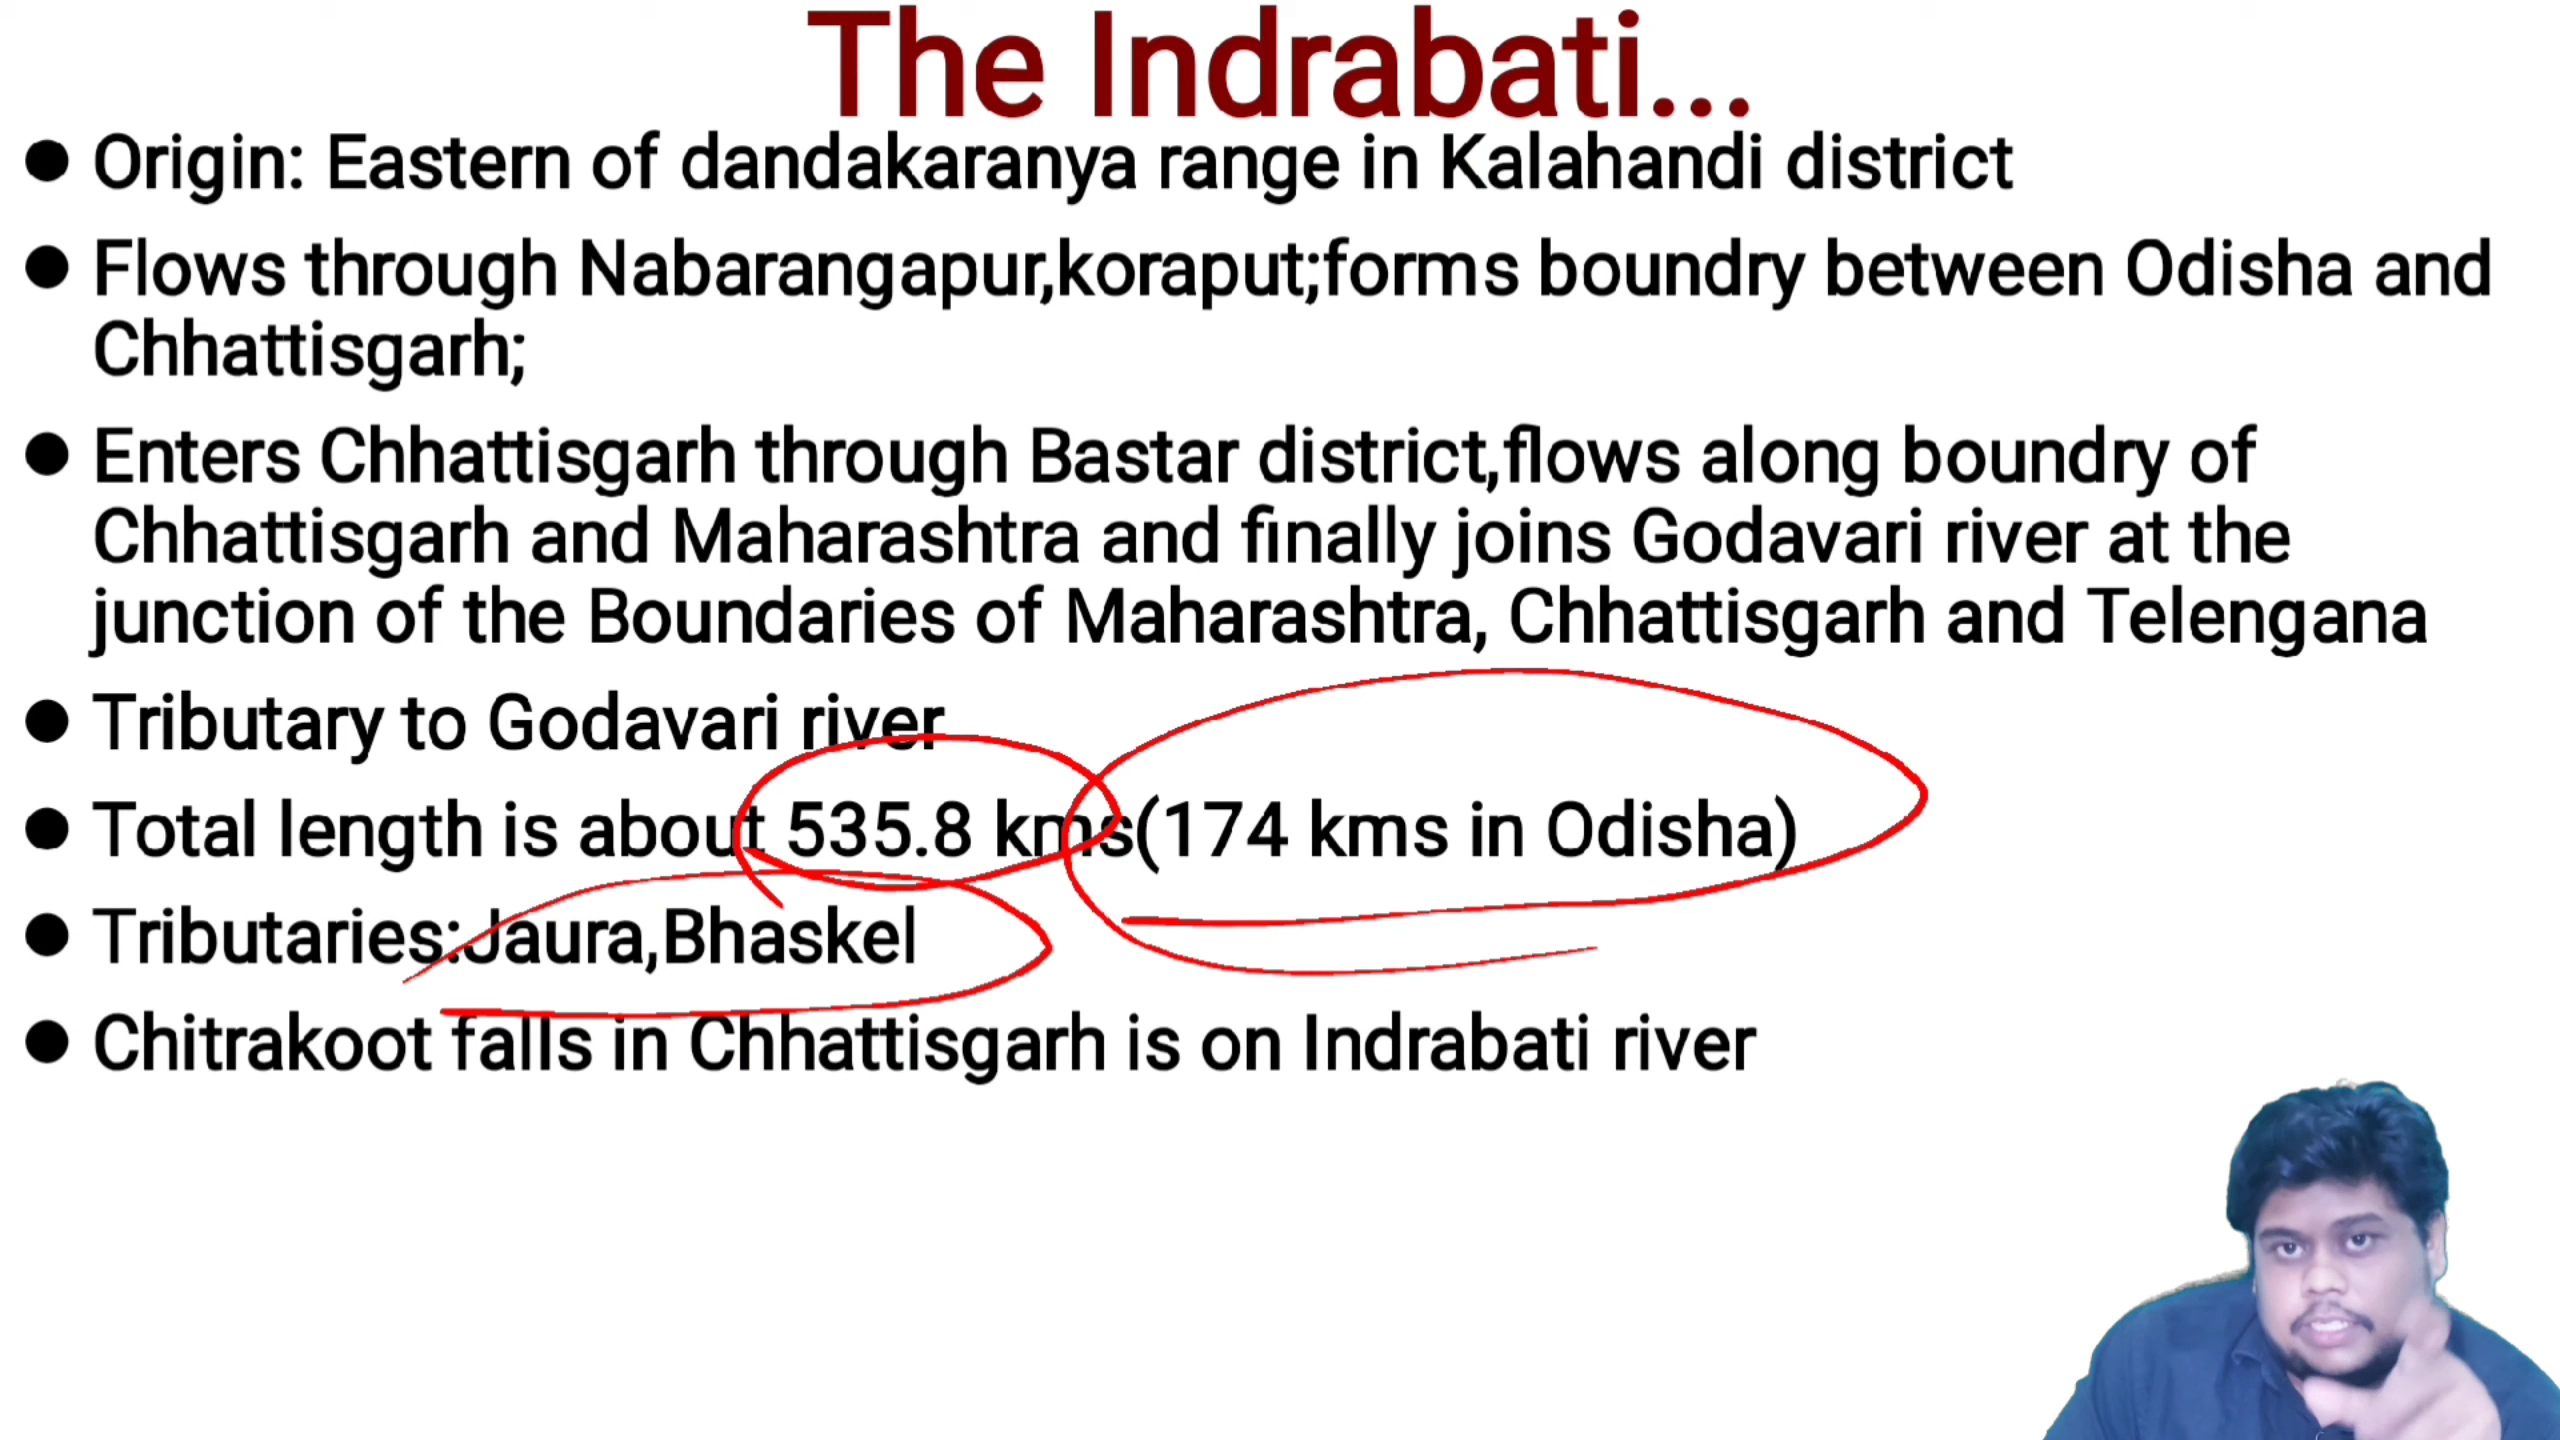 The Indrabati...
● Origin: Eastern of dandakaranya range in Kalahandi district
● Flows through Nabarangapur,koraput;forms boundry between Odisha and
Chhattisgarh;
● Enters Chhattisgarh through Bastar district,flows along boundry of
Chhattisgarh and Maharashtra and finally joins Godavari river at the
junction of the Boundaries of Maharashtra, Chhattisgarh and Telengana
● Tributary to Godavari river
● Total length is about 535.8 kms(174 kms in Odisha)
● Tributaries:Jaura,Bhaskel
● Chitrakoot falls in Chhattisgarh is on Indrabati river